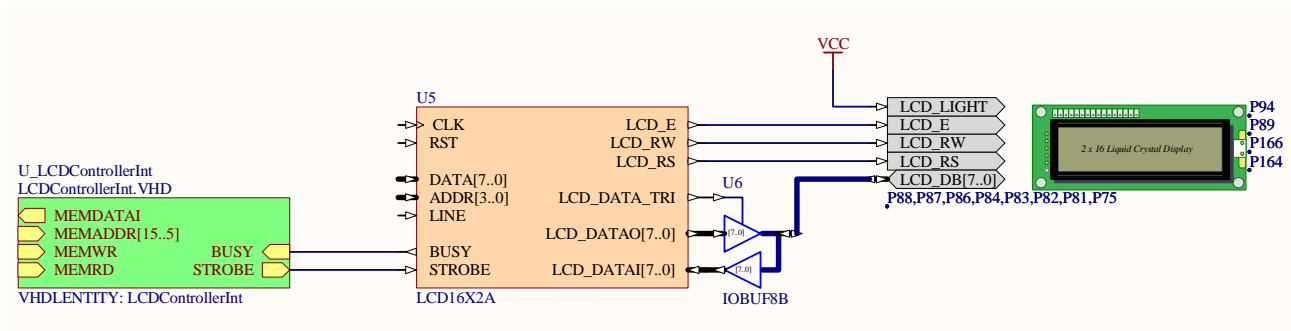 VCC
U5
CLK
RST
DATA[7..0]
ADDR[3..0]
LINE
BUSY
STROBE
LCD_E
LCD_RW
LCD_RS
LCD_DATA_TRI
LCD_DATAO[7..0]
LCD_DATAI[7..0]
LCD16X2A
U_LCDControllerInt
LCDControllerInt.VHD
MEMDATAI
MEMADDR[15..5]
MEMWR BUSY
MEMRD STROBE
VHDLENTITY: LCDControllerInt
U6
[7..0]
[7..0]
IOBUF8B
LCD_LIGHT
LCD_E
LCD_RW
LCD_RS
LCD_DB[7..0]
P88,P87,P86,P84,P83,P82,P81,P75
2 x 16 Liquid Crystal Display
P94
P89
P166
P164